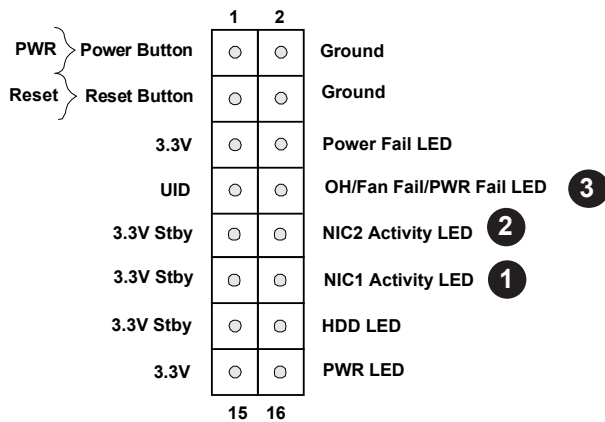 1 2
PWR Power Button Ground
Reset Reset Button Ground
3.3V Power Fail LED
UID OH/Fan Fail/PWR Fail LED 3
3.3V Stby NIC2 Activity LED 2
3.3V Stby NIC1 Activity LED 1
3.3V Stby HDD LED
3.3V PWR LED
15 16